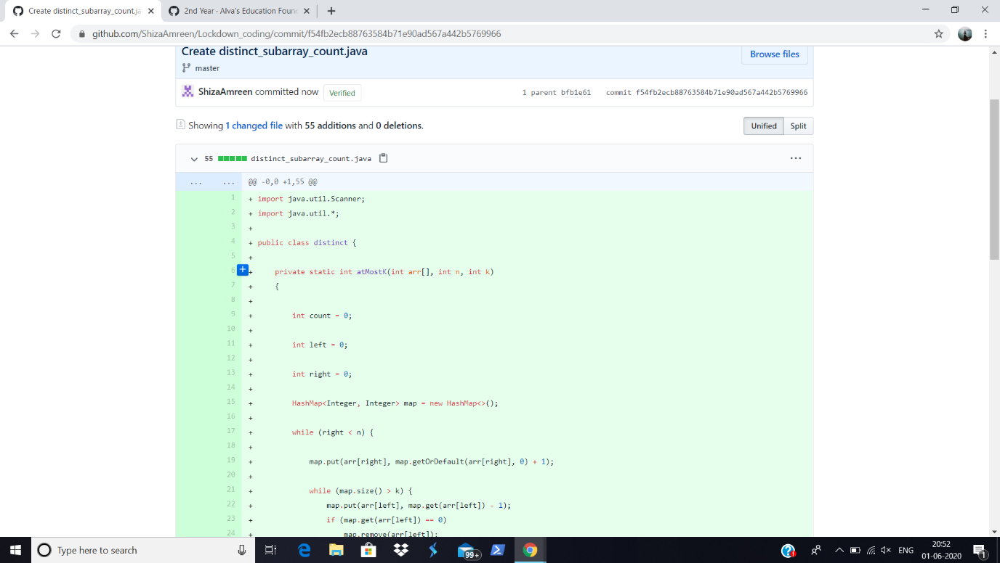 Create distinct_subarray_count.ja
2nd Year · Alva's Education Foun
github.com/ShizaAmreen/Lockdown_coding/commit/f54fb2ecb88763584b71e90ad567a442b5769966
Create distinct_subarray_count.java
Browse files
master
ShizaAmreen committed now Verified
1 parent bfb1e61 commit f54fb2ecb88763584b71e90ad567a442b5769966
Showing 1 changed file with 55 additions and 0 deletions.
Unified Split
55 distinct_subarray_count.java ...
... ... @@ -0,0 +1,55 @@
1 + import java.util.Scanner;
2 + import java.util.*;
3 +
4 + public class distinct {
5 +
6 + private static int atMostK(int arr[], int n, int k)
7 + {
8 +
9 + int count = 0;
10 +
11 + int left = 0;
12 +
13 + int right = 0;
14 +
15 + HashMap<Integer, Integer> map = new HashMap<>();
16 +
17 + while (right < n) {
18 +
19 + map.put(arr[right], map.getOrDefault(arr[right], 0) + 1);
20 +
21 + while (map.size() > k) {
22 + map.put(arr[left], map.get(arr[left]) - 1);
23 + if (map.get(arr[left]) == 0)
24 + map.remove(arr[left]);
Type here to search
99+
ENG
20:52
01-06-2020
1